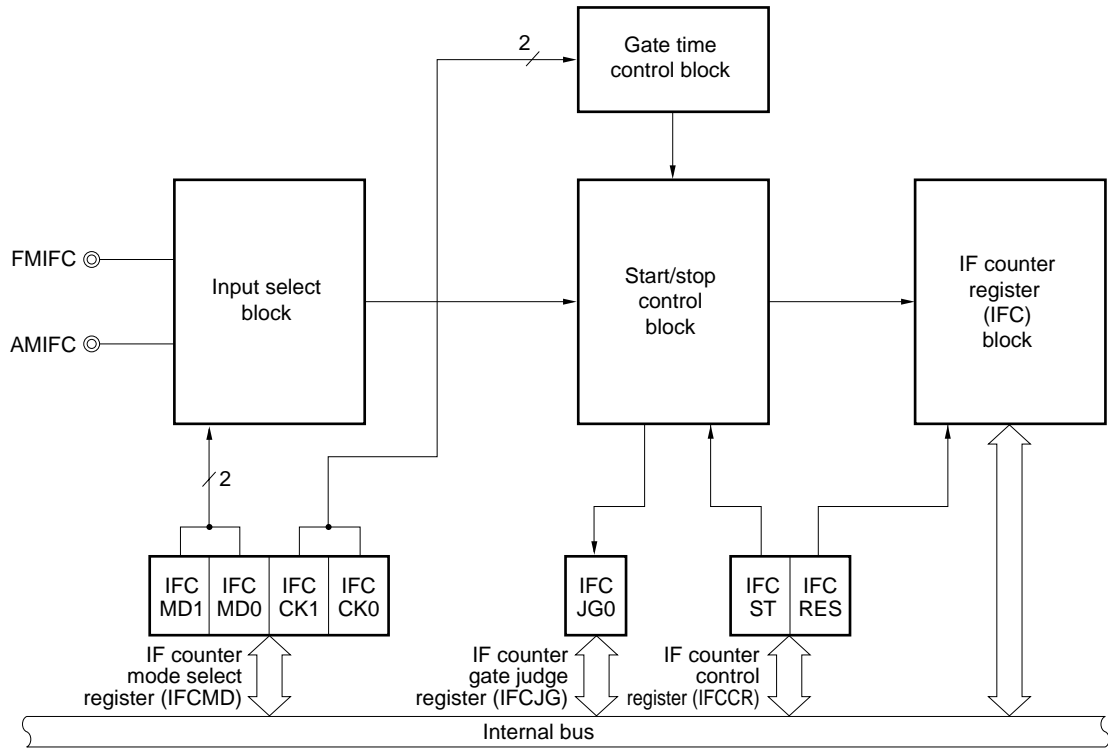 2
Gate time
control block
FMIFC
AMIFC
Input select
block
Start/stop
control
block
IF counter
register
(IFC)
block
2
IFC
MD1
IFC
MD0
IFC
CK1
IFC
CK0
IFC
JG0
IFC
ST
IFC
RES
IF counter
mode select
register (IFCMD)
IF counter
gate judge
register (IFCJG)
IF counter
control
register (IFCCR)
Internal bus